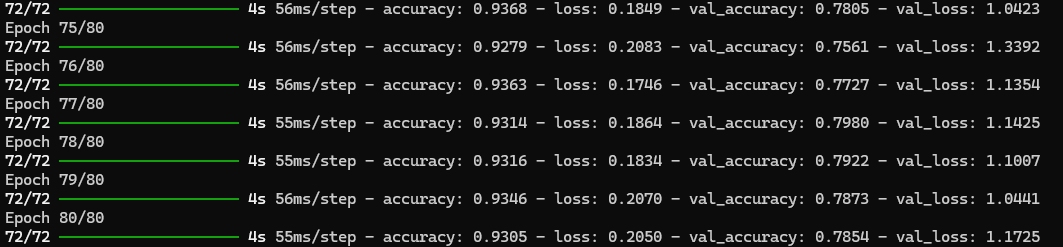 72/72 ━━━━━━━━━━━━━━━━━━━━ 4s 56ms/step - accuracy: 0.9368 - loss: 0.1849 - val_accuracy: 0.7805 - val_loss: 1.0423
Epoch 75/80
72/72 ━━━━━━━━━━━━━━━━━━━━ 4s 56ms/step - accuracy: 0.9279 - loss: 0.2083 - val_accuracy: 0.7561 - val_loss: 1.3392
Epoch 76/80
72/72 ━━━━━━━━━━━━━━━━━━━━ 4s 56ms/step - accuracy: 0.9363 - loss: 0.1746 - val_accuracy: 0.7727 - val_loss: 1.1354
Epoch 77/80
72/72 ━━━━━━━━━━━━━━━━━━━━ 4s 55ms/step - accuracy: 0.9314 - loss: 0.1864 - val_accuracy: 0.7980 - val_loss: 1.1425
Epoch 78/80
72/72 ━━━━━━━━━━━━━━━━━━━━ 4s 55ms/step - accuracy: 0.9316 - loss: 0.1834 - val_accuracy: 0.7922 - val_loss: 1.1007
Epoch 79/80
72/72 ━━━━━━━━━━━━━━━━━━━━ 4s 56ms/step - accuracy: 0.9346 - loss: 0.2070 - val_accuracy: 0.7873 - val_loss: 1.0441
Epoch 80/80
72/72 ━━━━━━━━━━━━━━━━━━━━ 4s 55ms/step - accuracy: 0.9305 - loss: 0.2050 - val_accuracy: 0.7854 - val_loss: 1.1725